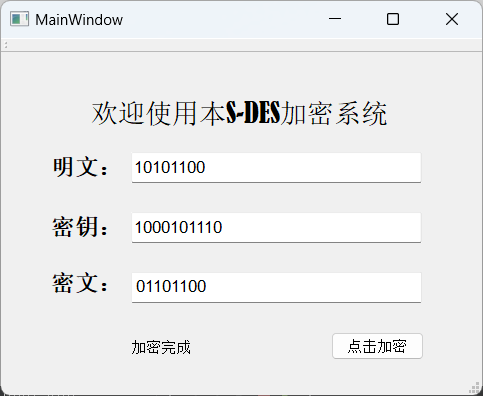 MainWindow
欢迎使用本S-DES加密系统
明文： 10101100
密钥： 1000101110
密文： 01101100
加密完成 点击加密